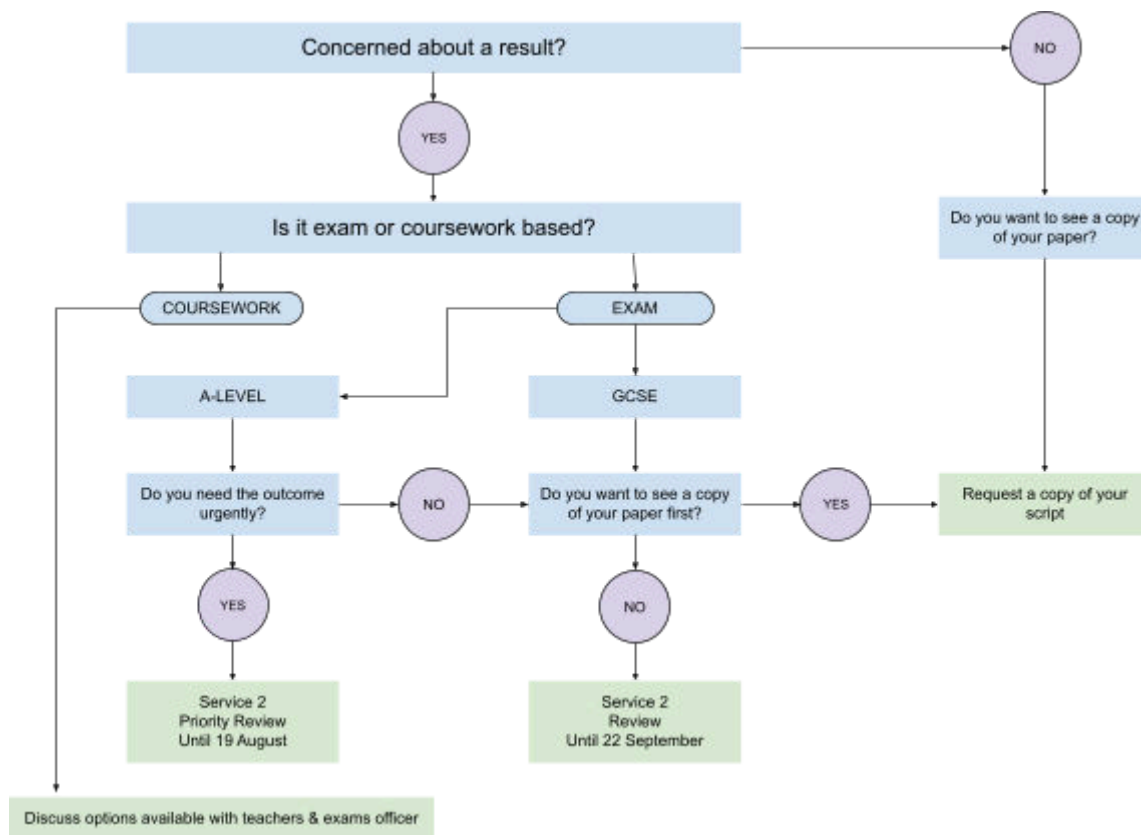 Concerned about a result?
NO
YES
Is it exam or coursework based?
Do you want to see a copy
of your paper?
COURSEWORK
EXAM
A-LEVEL
GCSE
Do you need the outcome
urgently?
NO
Do you want to see a copy
of your paper first?
YES
Request a copy of your
script
YES
NO
Service 2
Priority Review
Until 19 August
Service 2
Review
Until 22 September
Discuss options available with teachers & exams officer